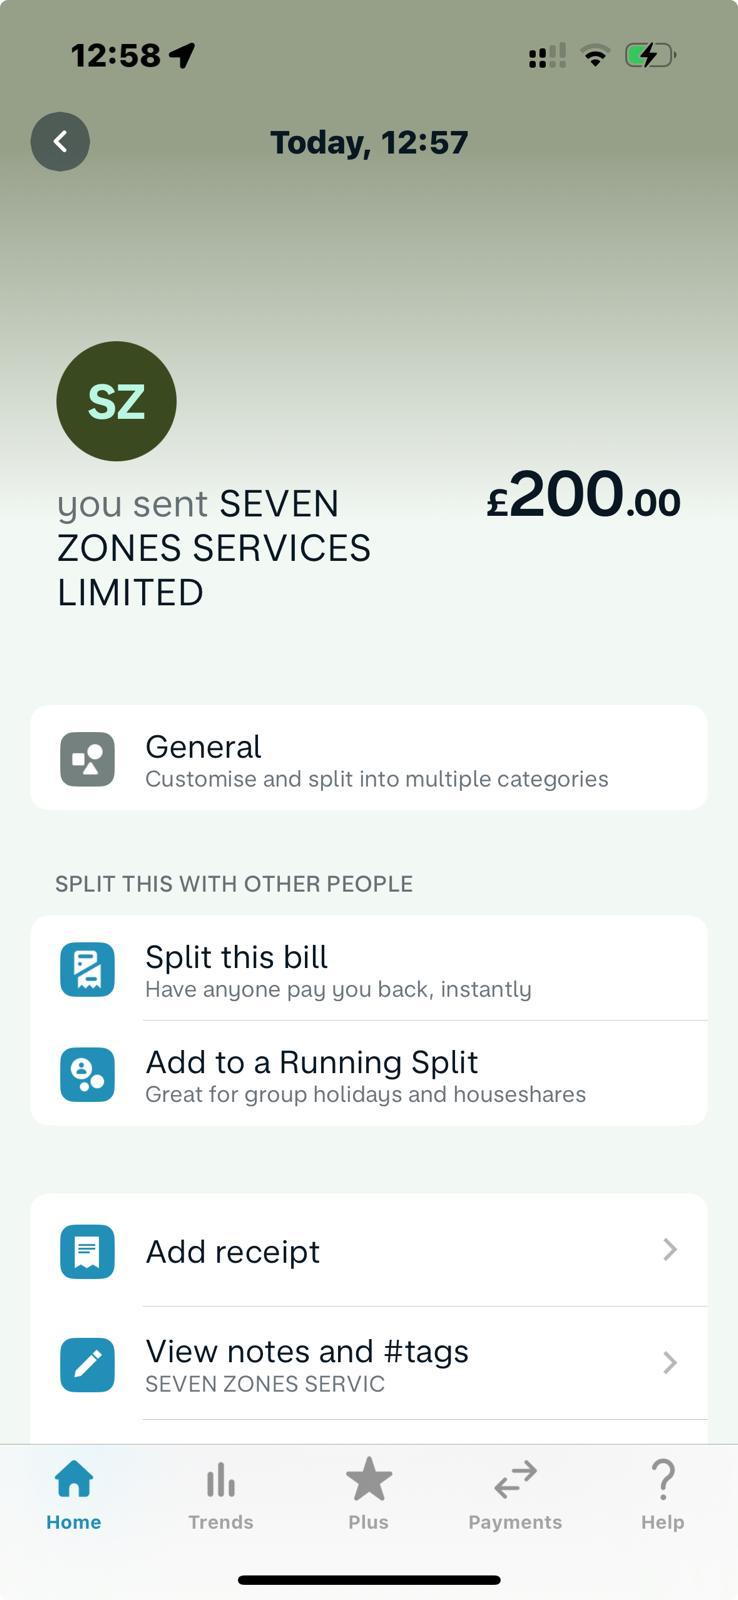 12:58
Today, 12:57
SZ
you sent SEVEN
ZONES SERVICES
LIMITED
£200.00
General
Customise and split into multiple categories
SPLIT THIS WITH OTHER PEOPLE
Split this bill
Have anyone pay you back, instantly
Add to a Running Split
Great for group holidays and houseshares
Add receipt
View notes and #tags
SEVEN ZONES SERVIC
Home
Trends
Plus
Payments
Help